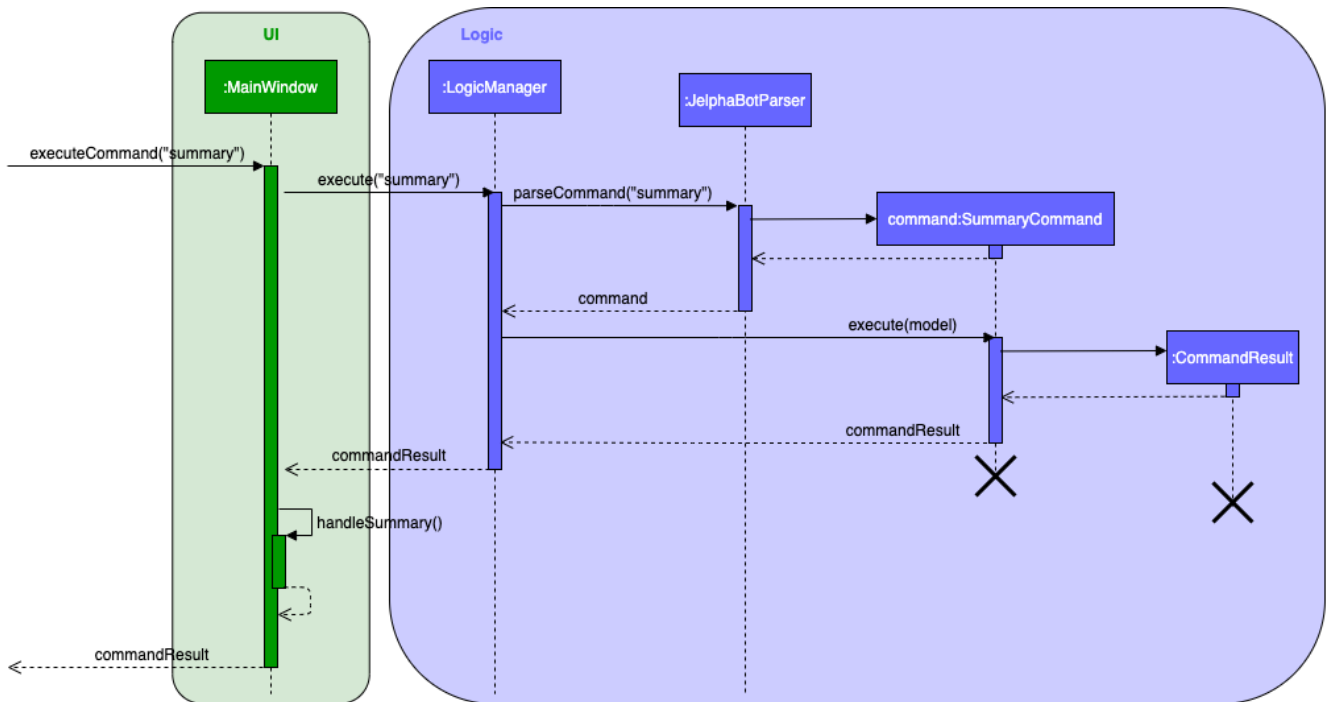 UI
Logic
:MainWindow
:LogicManager
:JelphaBotParser
executeCommand("summary")
execute("summary")
parseCommand("summary")
command:SummaryCommand
command
execute(model)
:CommandResult
commandResult
commandResult
handleSummary()
commandResult